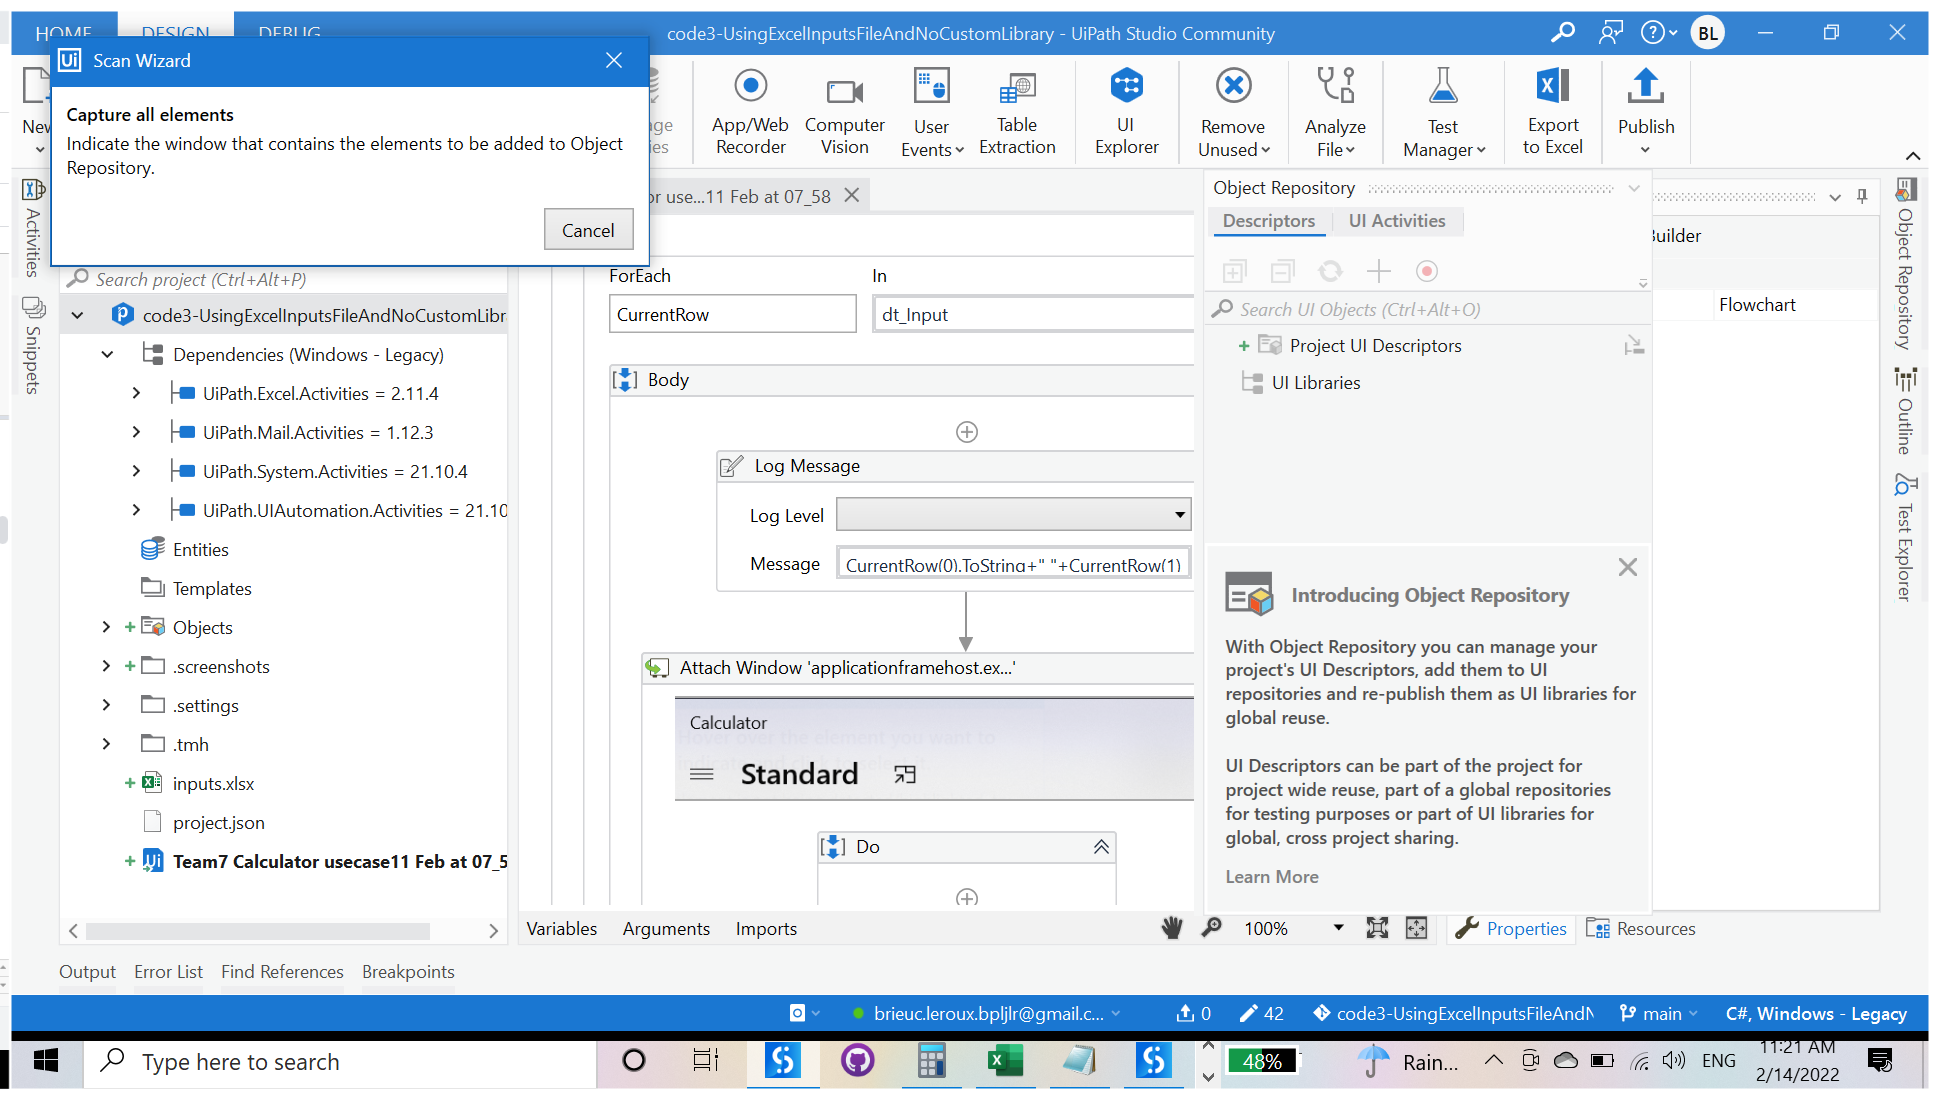 HOME
DESIGN
DEBUG
code3-UsingExcelInputsFileAndNoCustomLibrary - UiPath Studio Community
BL
Ui Scan Wizard
Capture all elements
Indicate the window that contains the elements to be added to Object
Repository.
Cancel
New
App/Web
Recorder
Computer
Vision
User
Events
Table
Extraction
UI
Explorer
Remove
Unused
Analyze
File
Test
Manager
Export
to Excel
Publish
or use...11 Feb at 07_58
Activities
Snippets
Search project (Ctrl+Alt+P)
code3-UsingExcelInputsFileAndNoCustomLibr
Dependencies (Windows - Legacy)
UiPath.Excel.Activities = 2.11.4
UiPath.Mail.Activities = 1.12.3
UiPath.System.Activities = 21.10.4
UiPath.UIAutomation.Activities = 21.10
Entities
Templates
Objects
.screenshots
.settings
.tmh
inputs.xlsx
project.json
Team7 Calculator usecase11 Feb at 07_5
ForEach
In
CurrentRow
dt_Input
Body
Log Message
Log Level
Message
CurrentRow(0).ToString+" "+CurrentRow(1)
Attach Window 'applicationframehost.ex...'
Calculator
Standard
Do
Object Repository
Descriptors
UI Activities
Search UI Objects (Ctrl+Alt+O)
Project UI Descriptors
UI Libraries
Introducing Object Repository
With Object Repository you can manage your
project's UI Descriptors, add them to UI
repositories and re-publish them as UI libraries for
global reuse.
UI Descriptors can be part of the project for
project wide reuse, part of a global repositories
for testing purposes or part of UI libraries for
global, cross project sharing.
Learn More
Builder
Flowchart
Object Repository
Outline
Test Explorer
Variables
Arguments
Imports
100%
Properties
Resources
Output
Error List
Find References
Breakpoints
brieuc.leroux.bpljlr@gmail.c...
0
42
code3-UsingExcelInputsFileAndN
main
C#, Windows - Legacy
Type here to search
48%
Rain...
ENG
11:21 AM
2/14/2022